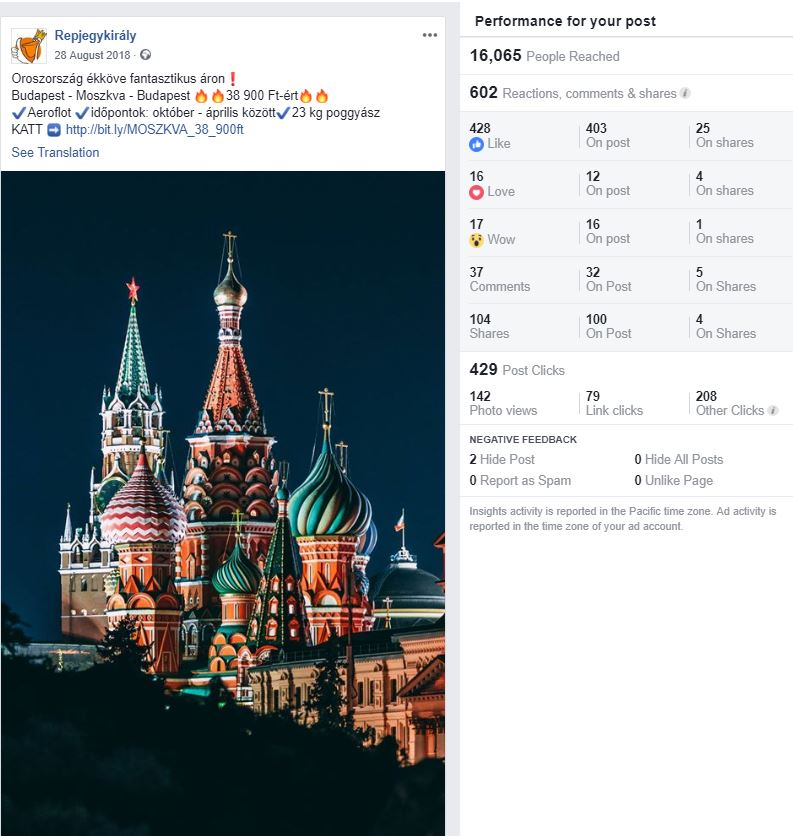 Repjegykirály
28 August 2018 ·
Oroszország ékköve fantasztikus áron❗
Budapest - Moszkva - Budapest 🔥🔥38 900 Ft-ért🔥🔥
✔Aeroflot ✔időpontok: október - április között✔23 kg poggyász
KATT ➡ http://bit.ly/MOSZKVA_38_900ft
See Translation
Performance for your post
16,065 People Reached
602 Reactions, comments & shares
428 Like
403 On post
25 On shares
16 Love
12 On post
4 On shares
17 Wow
16 On post
1 On shares
37 Comments
32 On Post
5 On Shares
104 Shares
100 On Post
4 On Shares
429 Post Clicks
142 Photo views
79 Link clicks
208 Other Clicks
NEGATIVE FEEDBACK
2 Hide Post
0 Hide All Posts
0 Report as Spam
0 Unlike Page
Insights activity is reported in the Pacific time zone. Ad activity is
reported in the time zone of your ad account.